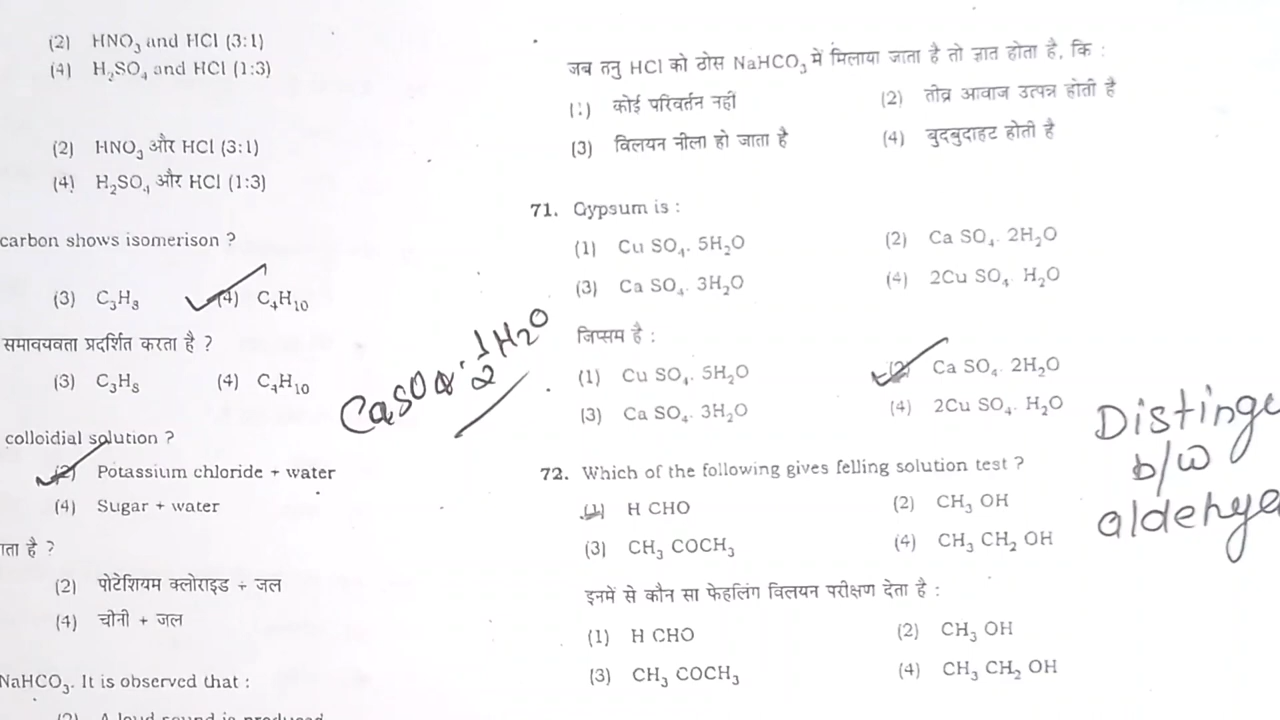 (2) HNO₃ and HCl (3:1)
(4) H₂SO₄ and HCl (1:3)
(2) HNO₃ और HCl (3:1)
(4) H₂SO₄ और HCl (1:3)
carbon shows isomerison ?
(3) C₃H₈ (4) C₄H₁₀
समावयवता प्रदर्शित करता है ?
(3) C₃H₈ (4) C₄H₁₀
colloidial solution ?
(2) Potassium chloride + water
(4) Sugar + water
ता है ?
(2) पोटेशियम क्लोराइड + जल
(4) चीनी + जल
NaHCO₃. It is observed that :
(2) A loud sound is produced
CaSO₄·½H₂O
जब तनु HCl को ठोस NaHCO₃ में मिलाया जाता है तो ज्ञात होता है, कि :
(1) कोई परिवर्तन नहीं (2) तीव्र आवाज उत्पन्न होती है
(3) विलयन नीला हो जाता है (4) बुदबुदाहट होती है
71. Gypsum is :
(1) Cu SO₄. 5H₂O (2) Ca SO₄. 2H₂O
(3) Ca SO₄. 3H₂O (4) 2Cu SO₄. H₂O
जिप्सम है :
(1) Cu SO₄. 5H₂O (2) Ca SO₄. 2H₂O
(3) Ca SO₄. 3H₂O (4) 2Cu SO₄. H₂O
72. Which of the following gives felling solution test ?
(1) H CHO (2) CH₃ OH
(3) CH₃ COCH₃ (4) CH₃ CH₂ OH
इनमें से कौन सा फेहलिंग विलयन परीक्षण देता है :
(1) H CHO (2) CH₃ OH
(3) CH₃ COCH₃ (4) CH₃ CH₂ OH
Distingu
b/w
aldehye